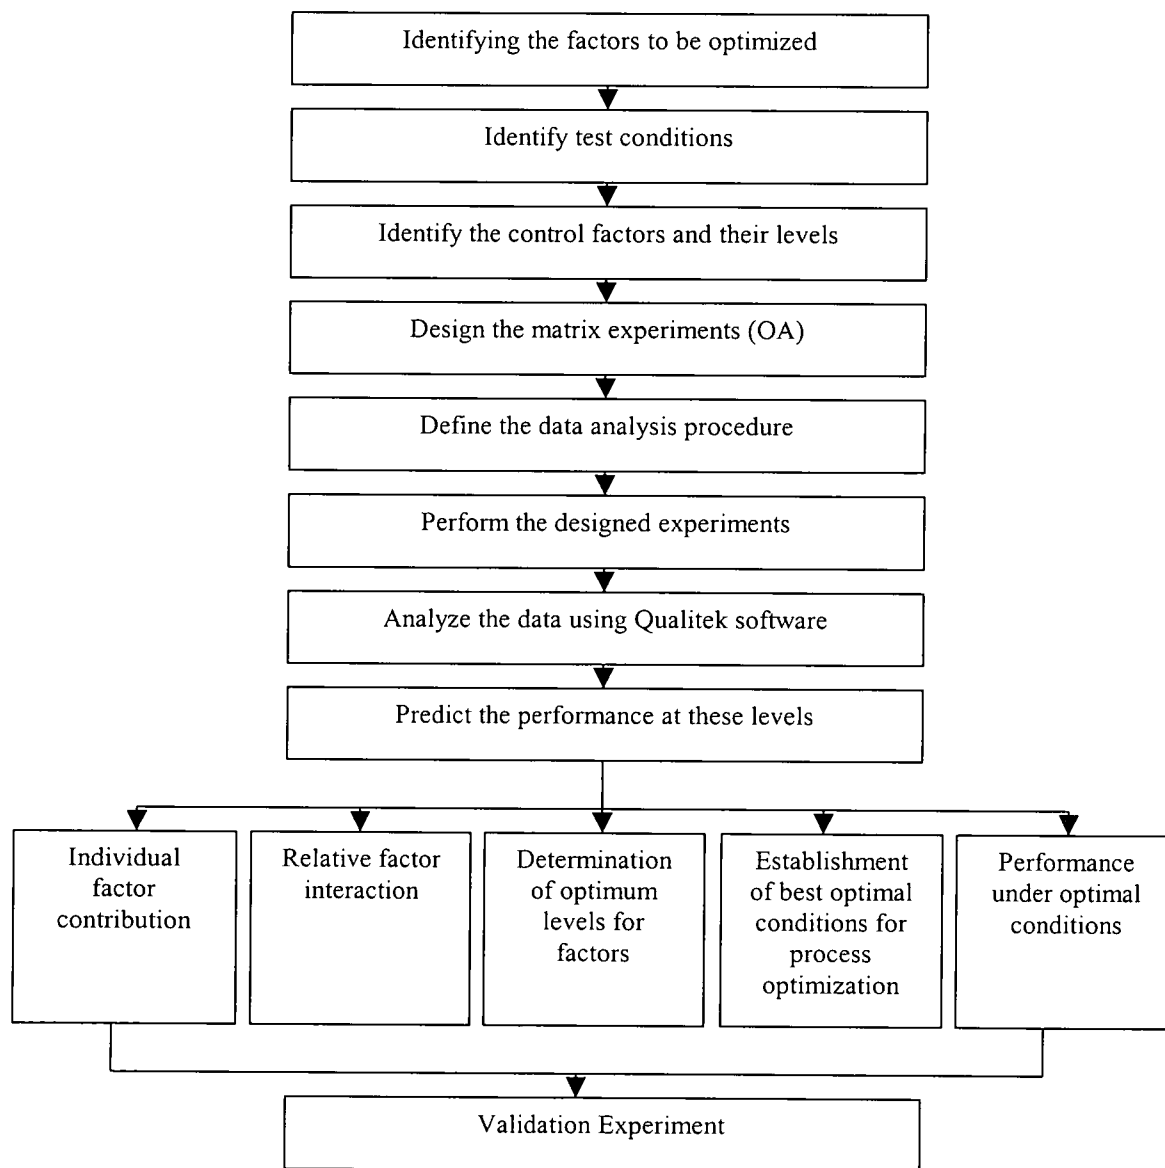 Identifying the factors to be optimized
Identify test conditions
Identify the control factors and their levels
Design the matrix experiments (OA)
Define the data analysis procedure
Perform the designed experiments
Analyze the data using Qualitek software
Predict the performance at these levels
Individual
factor
contribution
Relative factor
interaction
Determination
of optimum
levels for
factors
Establishment
of best optimal
conditions for
process
optimization
Performance
under optimal
conditions
Validation Experiment